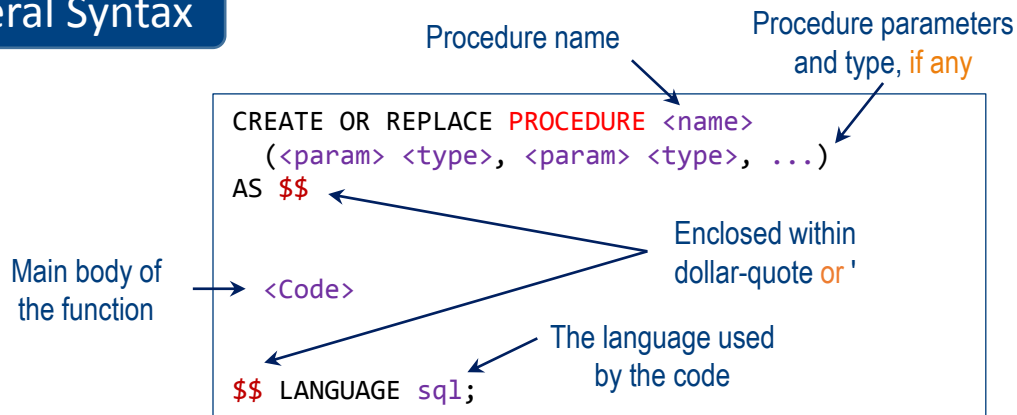 eral Syntax
Procedure name
Procedure parameters
and type, if any
CREATE OR REPLACE PROCEDURE <name>
(<param> <type>, <param> <type>, ...)
AS $$
Enclosed within
dollar-quote or '
Main body of
the function
<Code>
The language used
by the code
$$ LANGUAGE sql;